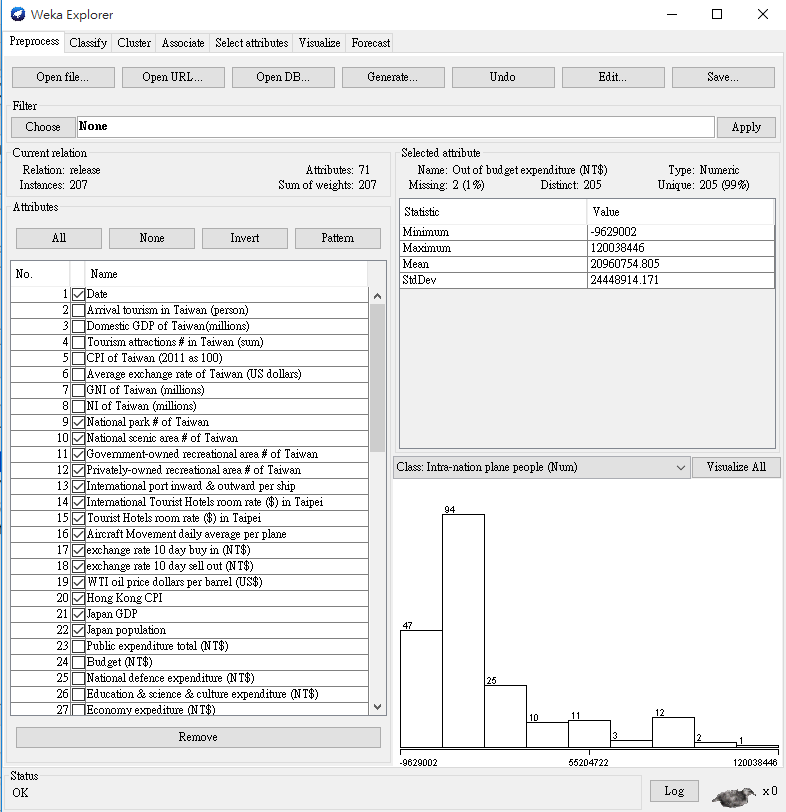 Weka Explorer
Preprocess Classify Cluster Associate Select attributes Visualize Forecast
Open file... Open URL... Open DB... Generate... Undo Edit... Save...
Filter
Choose None Apply
Current relation
Relation: release Attributes: 71
Instances: 207 Sum of weights: 207
Attributes
All None Invert Pattern
No. Name
1 Date
2 Arrival tourism in Taiwan (person)
3 Domestic GDP of Taiwan(millions)
4 Tourism attractions # in Taiwan (sum)
5 CPI of Taiwan (2011 as 100)
6 Average exchange rate of Taiwan (US dollars)
7 GNI of Taiwan (millions)
8 NI of Taiwan (millions)
9 National park # of Taiwan
10 National scenic area # of Taiwan
11 Government-owned recreational area # of Taiwan
12 Privately-owned recreational area # of Taiwan
13 International port inward & outward per ship
14 International Tourist Hotels room rate ($) in Taipei
15 Tourist Hotels room rate ($) in Taipei
16 Aircraft Movement daily average per plane
17 exchange rate 10 day buy in (NT$)
18 exchange rate 10 day sell out (NT$)
19 WTI oil price dollars per barrel (US$)
20 Hong Kong CPI
21 Japan GDP
22 Japan population
23 Public expenditure total (NT$)
24 Budget (NT$)
25 National defence expenditure (NT$)
26 Education & science & culture expenditure (NT$)
27 Economy expediture (NT$)
Remove
Selected attribute
Name: Out of budget expenditure (NT$) Type: Numeric
Missing: 2 (1%) Distinct: 205 Unique: 205 (99%)
Statistic Value
Minimum -9629002
Maximum 120038446
Mean 20960754.805
StdDev 24448914.171
Class: Intra-nation plane people (Num) Visualize All
94
47
25
10
11
3
12
2
1
-9629002 55204722 120038446
Status
OK
Log x 0